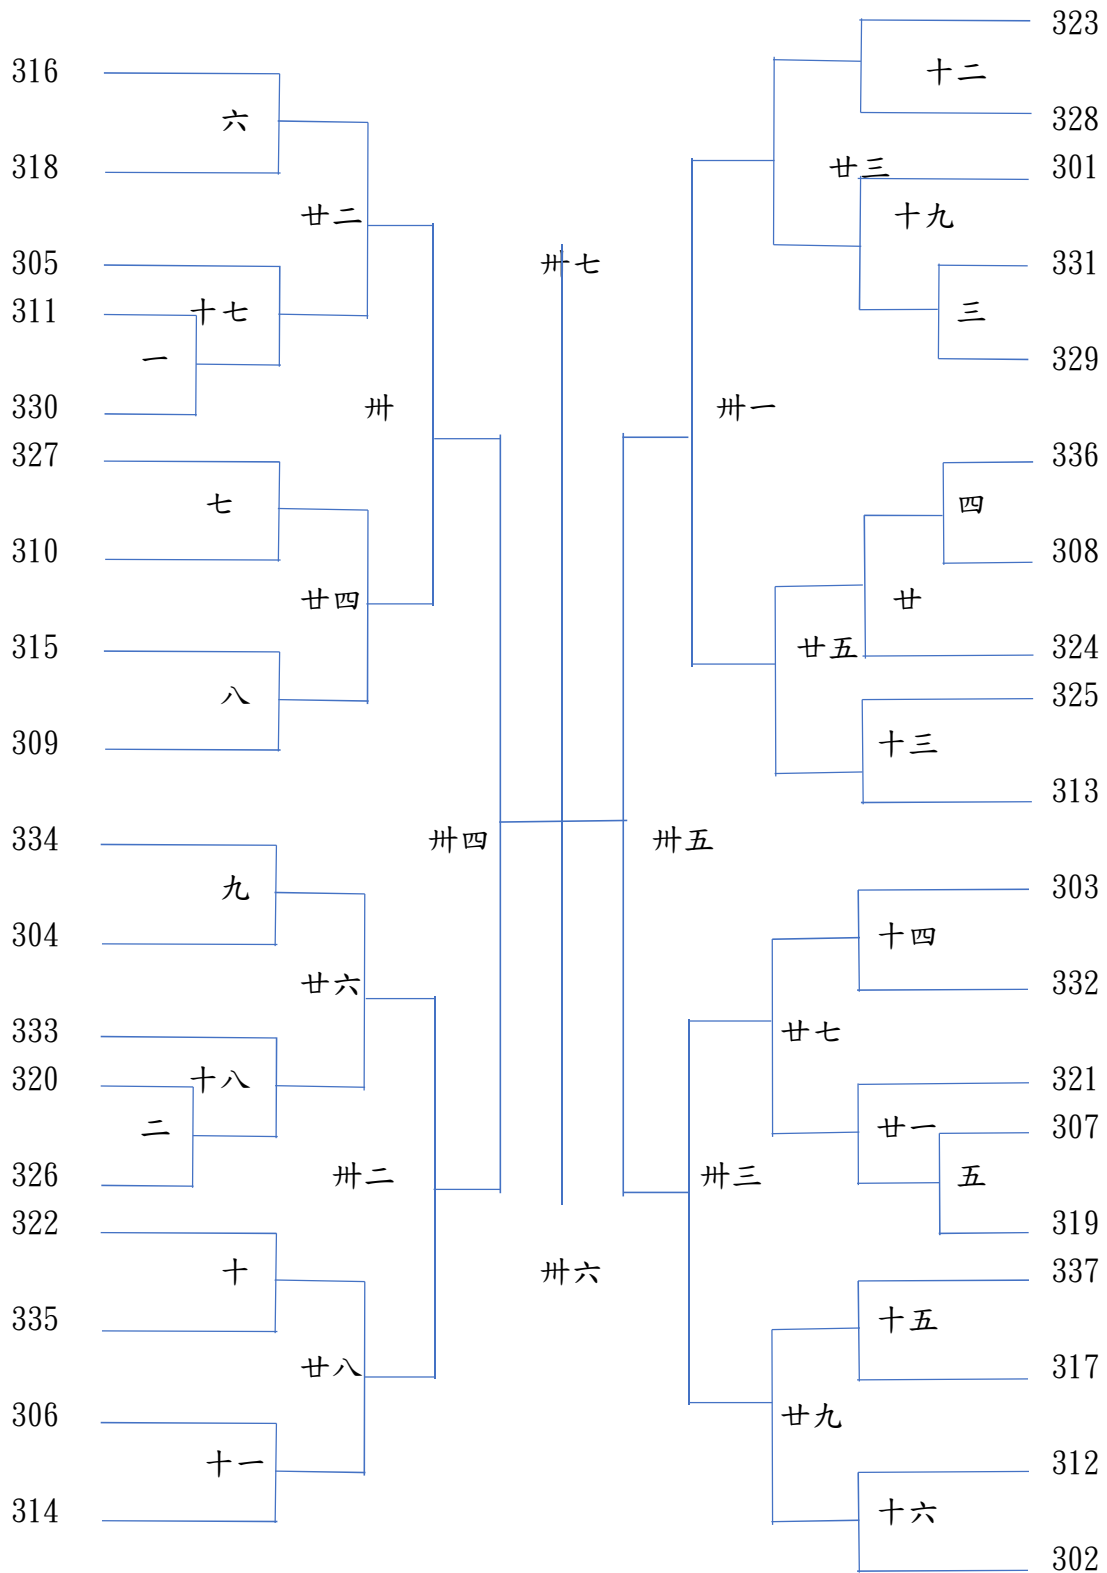 323
316 十二
六 328
318 廿三 301
廿二 十九
305 卅七 331
311 十七 三
一 329
330 卅 卅一
327 336
七 四
310 308
廿四 廿
315 廿五 324
八 325
309 十三
313
334 卅四 卅五
九 303
304 十四
廿六 332
333 廿七
320 十八 321
二 廿一 307
326 卅二 卅三 五
322 319
十 卅六 337
335 十五
廿八 317
306 廿九
十一 312
314 十六
302